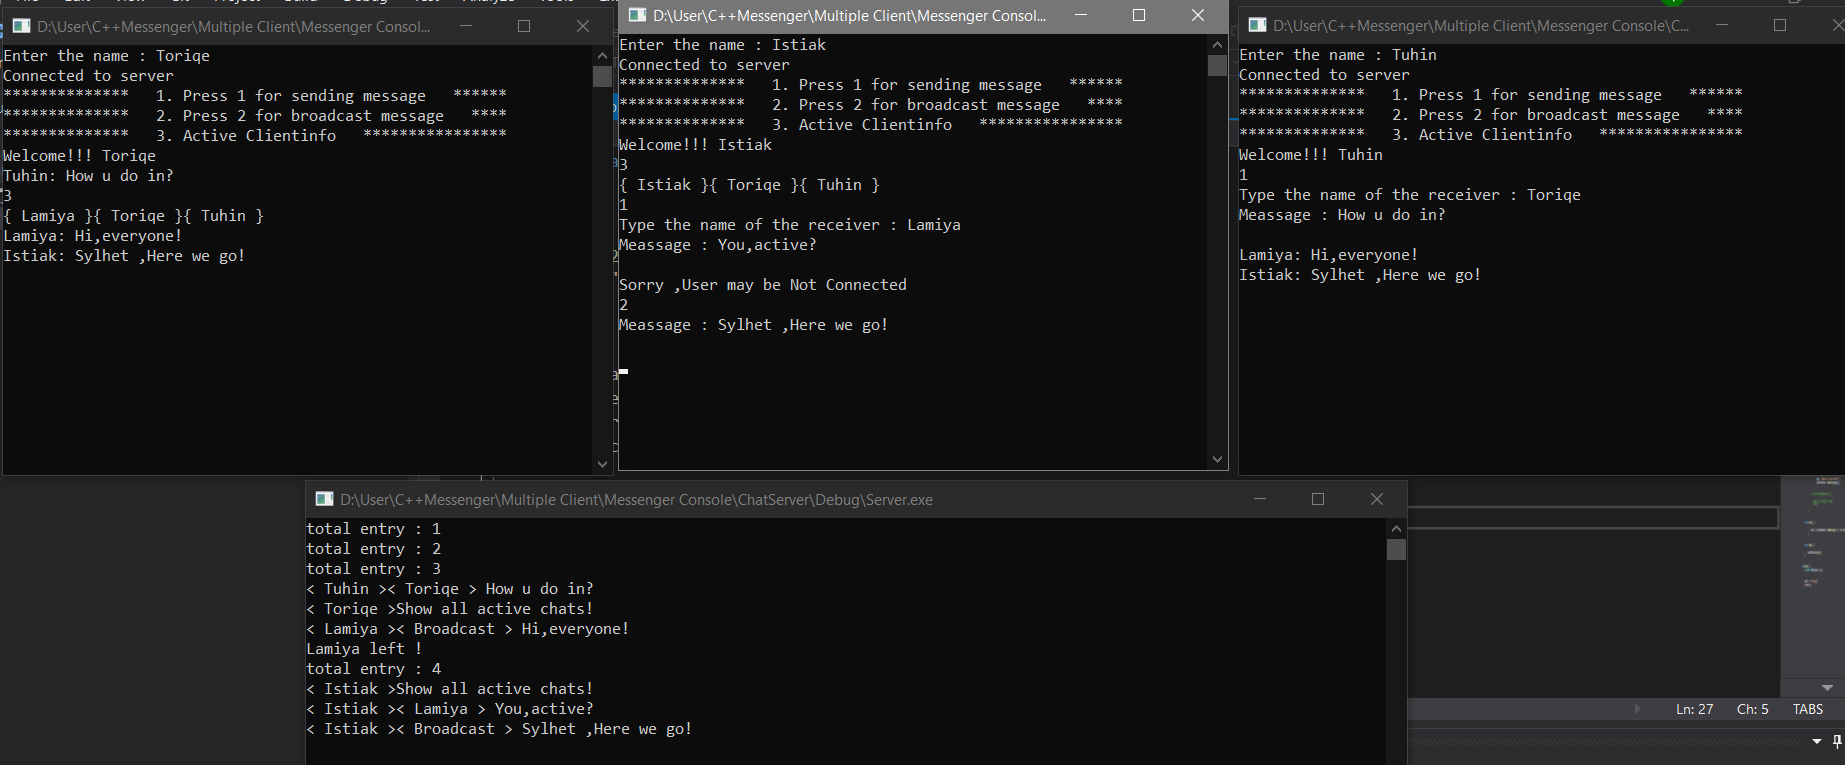 D:\User\C++Messenger\Multiple Client\Messenger Consol...
Enter the name : Toriqe
Connected to server
**************   1. Press 1 for sending message   ******
**************   2. Press 2 for broadcast message   ****
**************   3. Active Clientinfo   ****************
Welcome!!! Toriqe
Tuhin: How u do in?
3
{ Lamiya }{ Toriqe }{ Tuhin }
Lamiya: Hi,everyone!
Istiak: Sylhet ,Here we go!
D:\User\C++Messenger\Multiple Client\Messenger Consol...
Enter the name : Istiak
Connected to server
**************   1. Press 1 for sending message   ******
**************   2. Press 2 for broadcast message   ****
**************   3. Active Clientinfo   ****************
Welcome!!! Istiak
3
{ Istiak }{ Toriqe }{ Tuhin }
1
Type the name of the receiver : Lamiya
Meassage : You,active?
Sorry ,User may be Not Connected
2
Meassage : Sylhet ,Here we go!
D:\User\C++Messenger\Multiple Client\Messenger Console\C...
Enter the name : Tuhin
Connected to server
**************   1. Press 1 for sending message   ******
**************   2. Press 2 for broadcast message   ****
**************   3. Active Clientinfo   ****************
Welcome!!! Tuhin
1
Type the name of the receiver : Toriqe
Meassage : How u do in?
Lamiya: Hi,everyone!
Istiak: Sylhet ,Here we go!
D:\User\C++Messenger\Multiple Client\Messenger Console\ChatServer\Debug\Server.exe
total entry : 1
total entry : 2
total entry : 3
< Tuhin >< Toriqe > How u do in?
< Toriqe >Show all active chats!
< Lamiya >< Broadcast > Hi,everyone!
Lamiya left !
total entry : 4
< Istiak >Show all active chats!
< Istiak >< Lamiya > You,active?
< Istiak >< Broadcast > Sylhet ,Here we go!
Ln: 27 Ch: 5 TABS